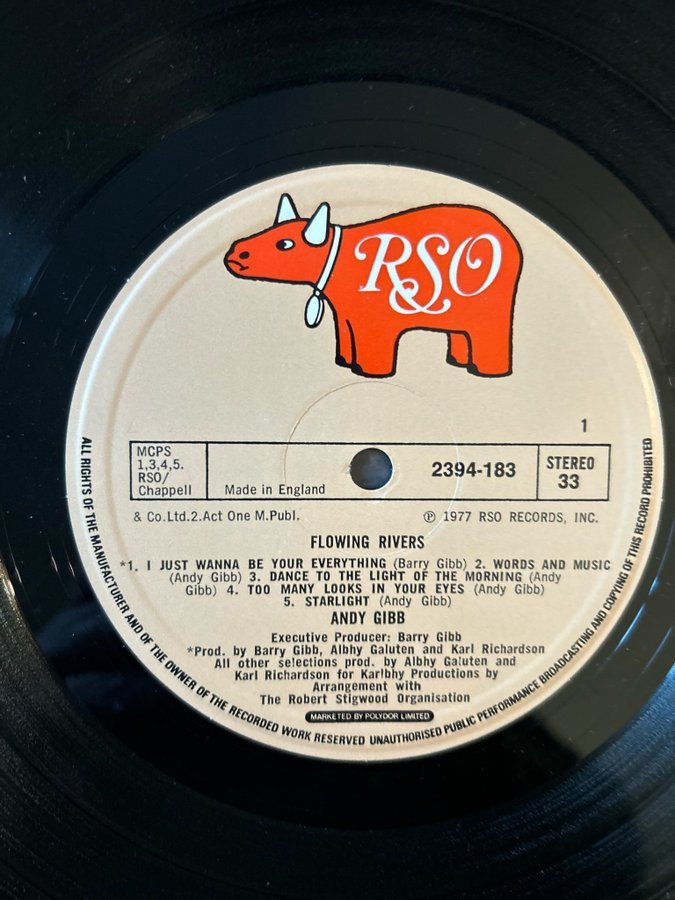 RSO
1
MCPS
1,3,4,5.
RSO/
Chappell
Made in England
2394-183
STEREO
33
& Co.Ltd.2.Act One M.Publ.
℗ 1977 RSO RECORDS, INC.
FLOWING RIVERS
*1. I JUST WANNA BE YOUR EVERYTHING (Barry Gibb) 2. WORDS AND MUSIC
(Andy Gibb) 3. DANCE TO THE LIGHT OF THE MORNING (Andy
Gibb) 4. TOO MANY LOOKS IN YOUR EYES (Andy Gibb)
5. STARLIGHT (Andy Gibb)
ANDY GIBB
Executive Producer: Barry Gibb
*Prod. by Barry Gibb, Albhy Galuten and Karl Richardson
All other selections prod. by Albhy Galuten and
Karl Richardson for Karlbhy Productions by
Arrangement with
The Robert Stigwood Organisation
MARKETED BY POLYDOR LIMITED
ALL RIGHTS OF THE MANUFACTURER AND OF THE OWNER OF THE RECORDED WORK RESERVED UNAUTHORISED PUBLIC PERFORMANCE BROADCASTING AND COPYING OF THIS RECORD PROHIBITED